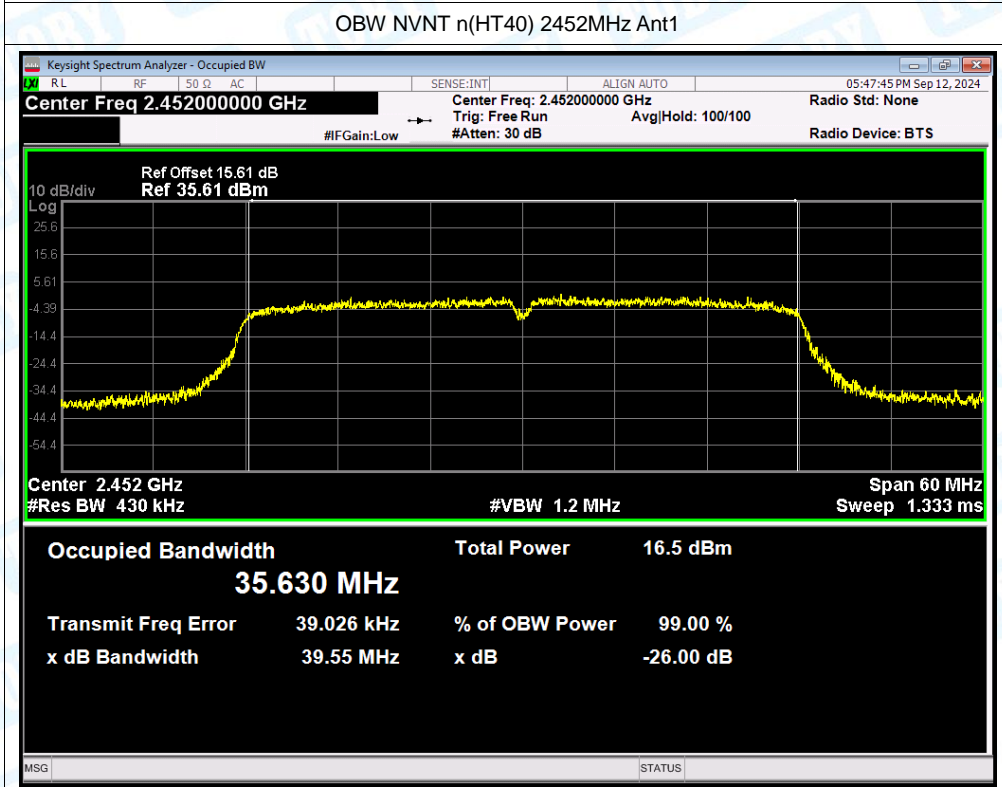 OBW NVNT n(HT40) 2452MHz Ant1
Keysight Spectrum Analyzer - Occupied BW
LXI RL RF 50 Ω AC SENSE:INT ALIGN AUTO 05:47:45 PM Sep 12, 2024
Center Freq 2.452000000 GHz Center Freq: 2.452000000 GHz Radio Std: None
Trig: Free Run Avg|Hold: 100/100
#IFGain:Low #Atten: 30 dB Radio Device: BTS
Ref Offset 15.61 dB
10 dB/div Ref 35.61 dBm
Log
25.6
15.6
5.61
-4.39
-14.4
-24.4
-34.4
-44.4
-54.4
Center 2.452 GHz Span 60 MHz
#Res BW 430 kHz #VBW 1.2 MHz Sweep 1.333 ms
Occupied Bandwidth Total Power 16.5 dBm
35.630 MHz
Transmit Freq Error 39.026 kHz % of OBW Power 99.00 %
x dB Bandwidth 39.55 MHz x dB -26.00 dB
MSG STATUS